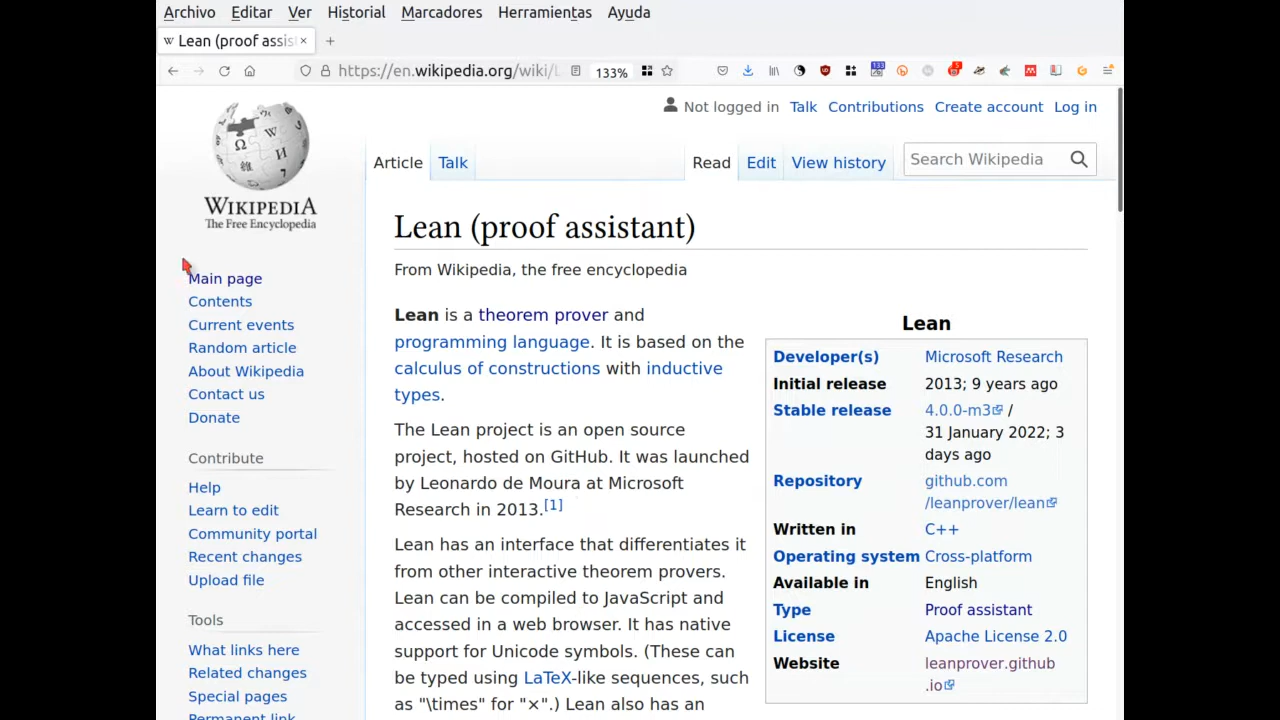 Archivo Editar Ver Historial Marcadores Herramientas Ayuda
Lean (proof assis
https://en.wikipedia.org/wiki/L 133%
Not logged in Talk Contributions Create account Log in
Article Talk Read Edit View history Search Wikipedia
WIKIPEDIA
The Free Encyclopedia
Main page
Contents
Current events
Random article
About Wikipedia
Contact us
Donate
Contribute
Help
Learn to edit
Community portal
Recent changes
Upload file
Tools
What links here
Related changes
Special pages
Permanent link
Lean (proof assistant)
From Wikipedia, the free encyclopedia
Lean is a theorem prover and
programming language. It is based on the
calculus of constructions with inductive
types.
The Lean project is an open source
project, hosted on GitHub. It was launched
by Leonardo de Moura at Microsoft
Research in 2013.[1]
Lean has an interface that differentiates it
from other interactive theorem provers.
Lean can be compiled to JavaScript and
accessed in a web browser. It has native
support for Unicode symbols. (These can
be typed using LaTeX-like sequences, such
as "\times" for "×".) Lean also has an
Lean
Developer(s) Microsoft Research
Initial release 2013; 9 years ago
Stable release 4.0.0-m3 /
31 January 2022; 3
days ago
Repository github.com
/leanprover/lean
Written in C++
Operating system Cross-platform
Available in English
Type Proof assistant
License Apache License 2.0
Website leanprover.github
.io